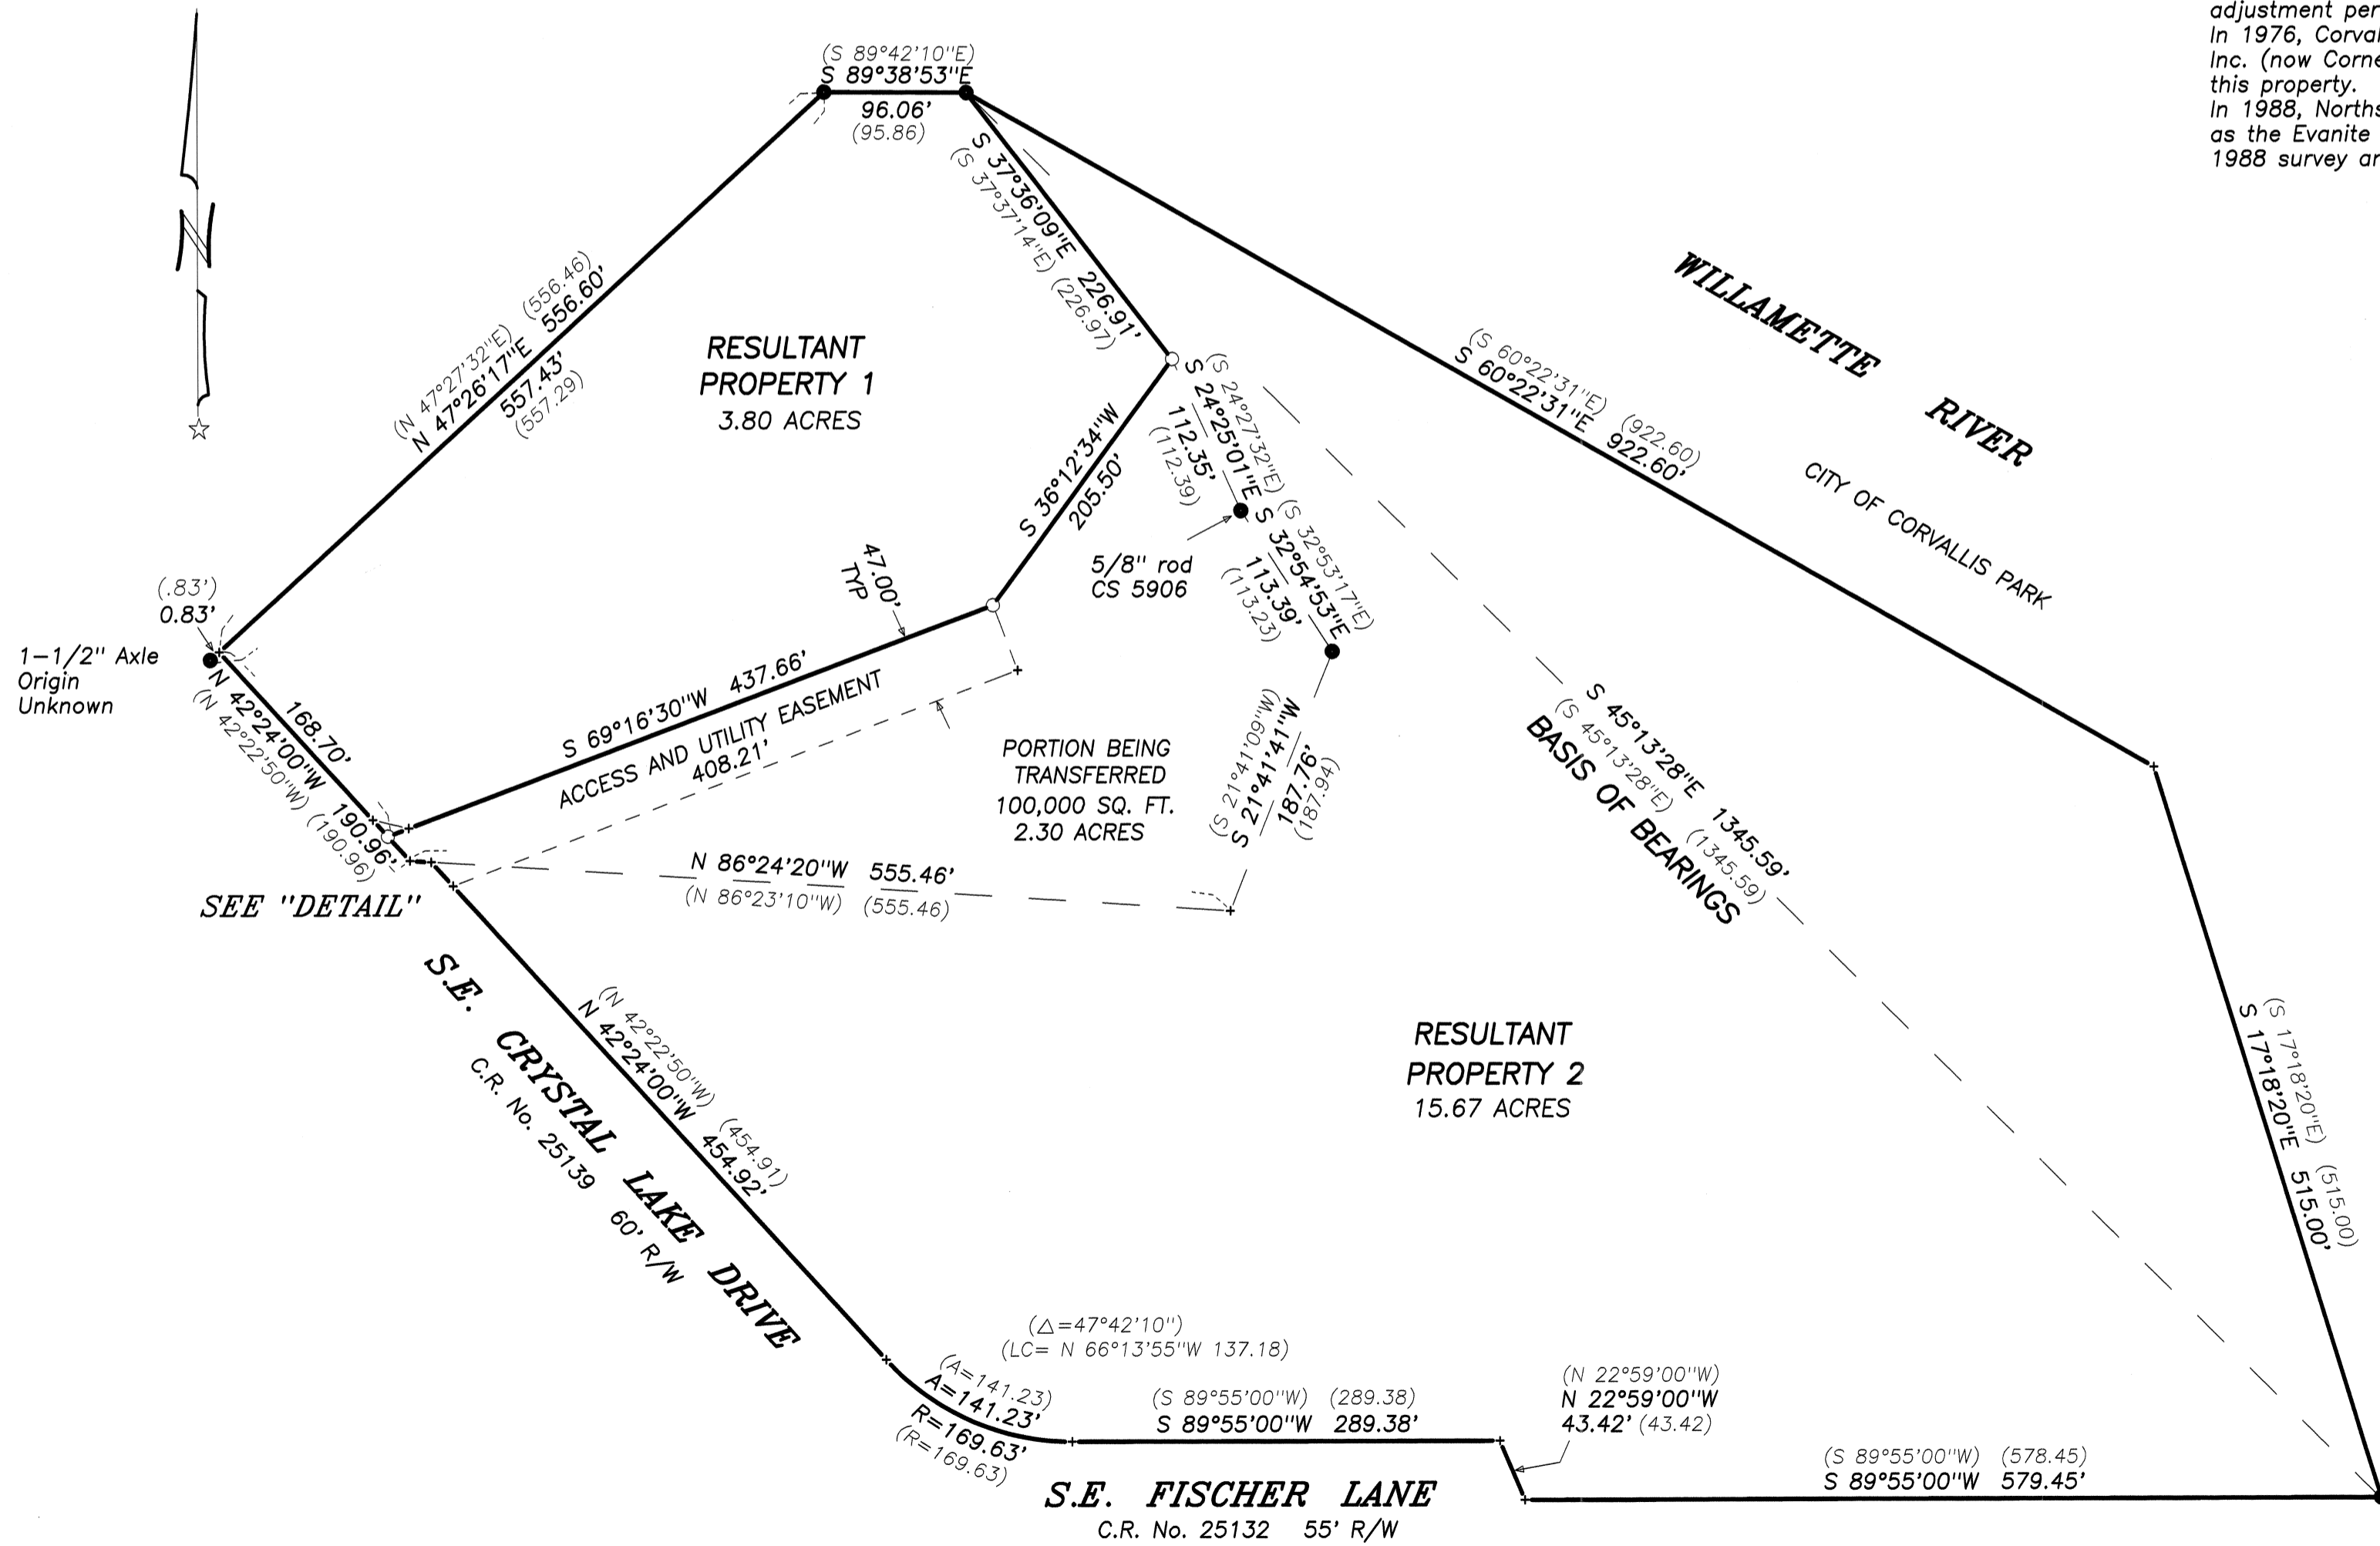 adjustment per
In 1976, Corval
Inc. (now Corne
this property.
In 1988, Norths
as the Evanite
1988 survey an
N
(S 89°42'10"E)
S 89°38'53"E
96.06'
(95.86)
S 37°36'09"E 226.91'
(S 37°37'14"E) (226.97)
(N 47°27'32"E) (556.46)
N 47°26'17"E 556.60'
557.43'
(557.29)
RESULTANT
PROPERTY 1
3.80 ACRES
WILLAMETTE RIVER
CITY OF CORVALLIS PARK
(S 60°22'31"E) (922.60)
S 60°22'31"E 922.60'
S 36°12'34"W
205.50'
(S 24°27'32"E)
S 24°25'01"E
112.35'
(112.39)
5/8" rod
CS 5906
(S 32°53'17"E)
S 32°54'53"E
113.39'
(113.23)
47.00'
TYP
(.83')
0.83'
1-1/2" Axle
Origin
Unknown
168.70'
N 42°24'00"W 190.96'
(N 42°22'50"W) (190.96)
S 69°16'30"W 437.66'
ACCESS AND UTILITY EASEMENT
408.21'
PORTION BEING
TRANSFERRED
100,000 SQ. FT.
2.30 ACRES
(S 21°41'09"W)
S 21°41'41"W
187.76'
(187.94)
S 45°13'28"E 1345.59'
(S 45°13'28"E) (1345.59)
BASIS OF BEARINGS
N 86°24'20"W 555.46'
(N 86°23'10"W) (555.46)
SEE "DETAIL"
S.E. CRYSTAL LAKE DRIVE
C.R. No. 25139 60' R/W
(N 42°22'50"W) (454.91)
N 42°24'00"W 454.92'
RESULTANT
PROPERTY 2
15.67 ACRES
(S 17°18'20"E) (515.00)
S 17°18'20"E 515.00'
(△=47°42'10")
(LC= N 66°13'55"W 137.18)
(A=141.23)
A=141.23'
R=169.63'
(R=169.63)
(S 89°55'00"W) (289.38)
S 89°55'00"W 289.38'
(N 22°59'00"W)
N 22°59'00"W
43.42' (43.42)
(S 89°55'00"W) (578.45)
S 89°55'00"W 579.45'
S.E. FISCHER LANE
C.R. No. 25132 55' R/W